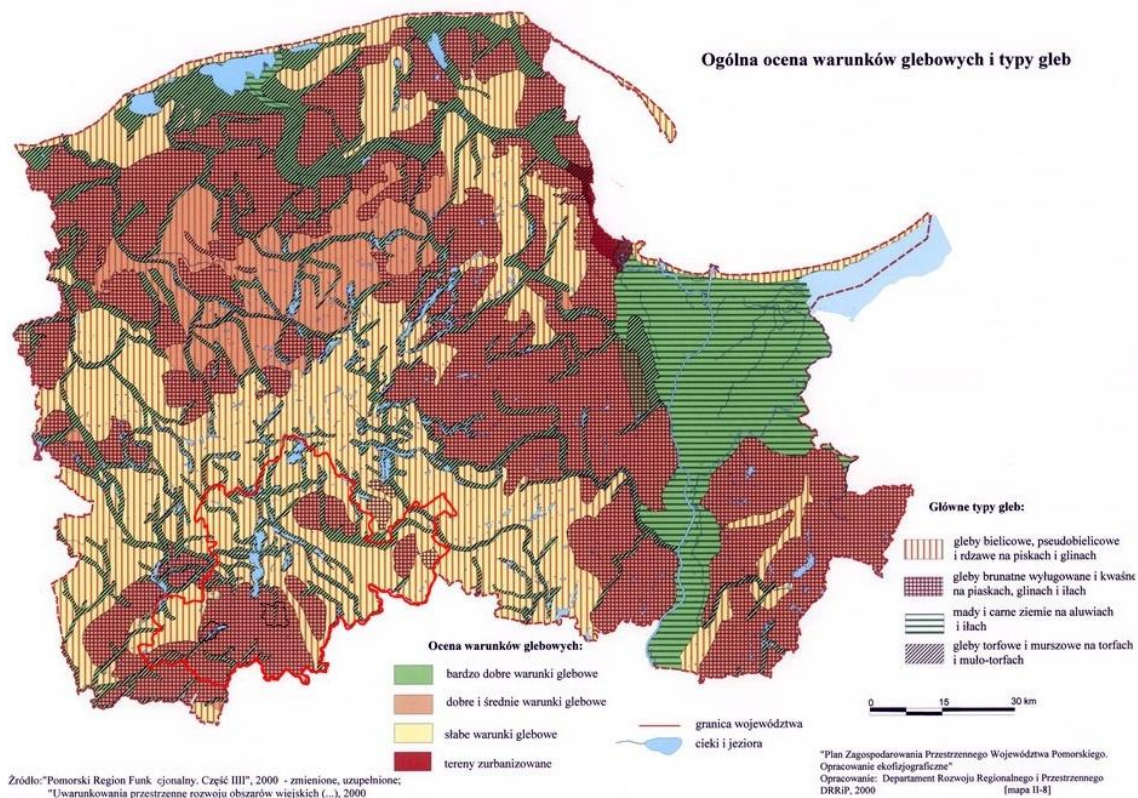 Ogólna ocena warunków glebowych i typy gleb
Główne typy gleb:
gleby bielicowe, pseudobielicowe
i rdzawe na piskach i glinach
gleby brunatne wyługowane i kwaśne
na piaskach, glinach i iłach
mady i carne ziemie na aluwiach
i iłach
gleby torfowe i murszowe na torfach
i muło-torfach
Ocena warunków glebowych:
bardzo dobre warunki glebowe
dobre i średnie warunki glebowe
słabe warunki glebowe
tereny zurbanizowane
granica województwa
cieki i jeziora
0 15 30 km
Źródło:"Pomorski Region Funk cjonalny. Część IIII", 2000 - zmienione, uzupełnione;
"Uwarunkowania przestrzenne rozwoju obszarów wiejskich (...), 2000
"Plan Zagospodarowania Przestrzennego Województwa Pomorskiego.
Opracowanie ekofizjograficzne"
Opracowanie: Departament Rozwoju Regionalnego i Przestrzennego
DRRiP, 2000 [mapa II-8]